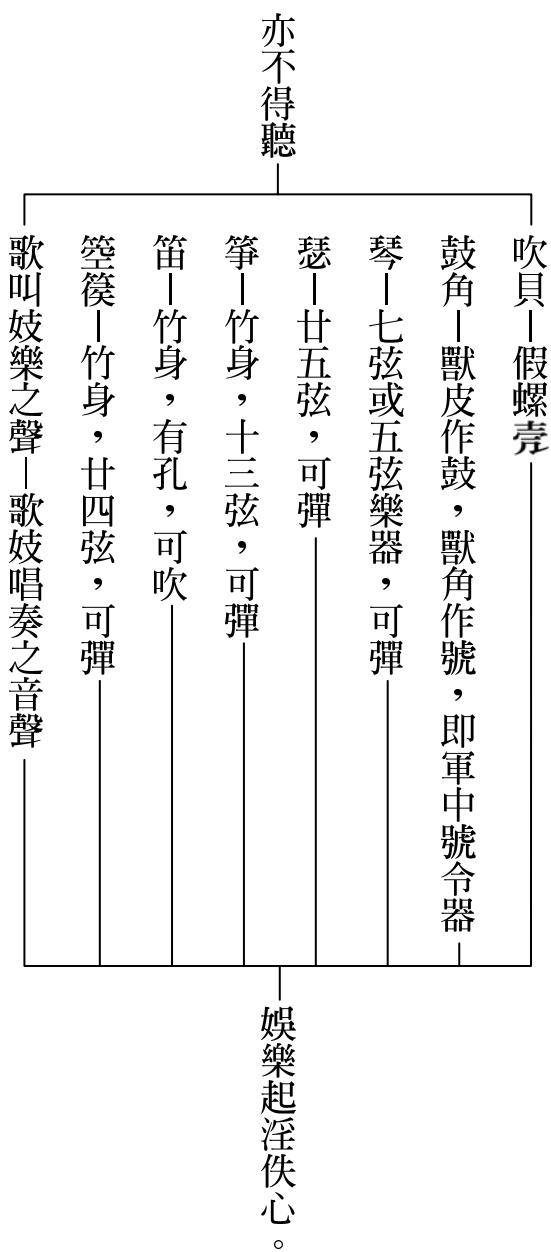 亦不得聽
吹貝－假螺壳
鼓角－獸皮作鼓，獸角作號，即軍中號令器
琴－七弦或五弦樂器，可彈
瑟－廿五弦，可彈
箏－竹身，十三弦，可彈
笛－竹身，有孔，可吹
箜篌－竹身，廿四弦，可彈
歌叫妓樂之聲－歌妓唱奏之音聲
娛樂起淫佚心。